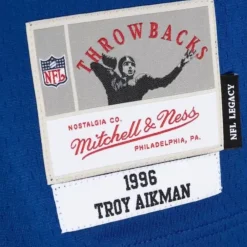 THROWBACKS
NFL
NOSTALGIA CO.
Mitchell & Ness
PHILADELPHIA, PA.
NFL LEGACY
1996
TROY AIKMAN